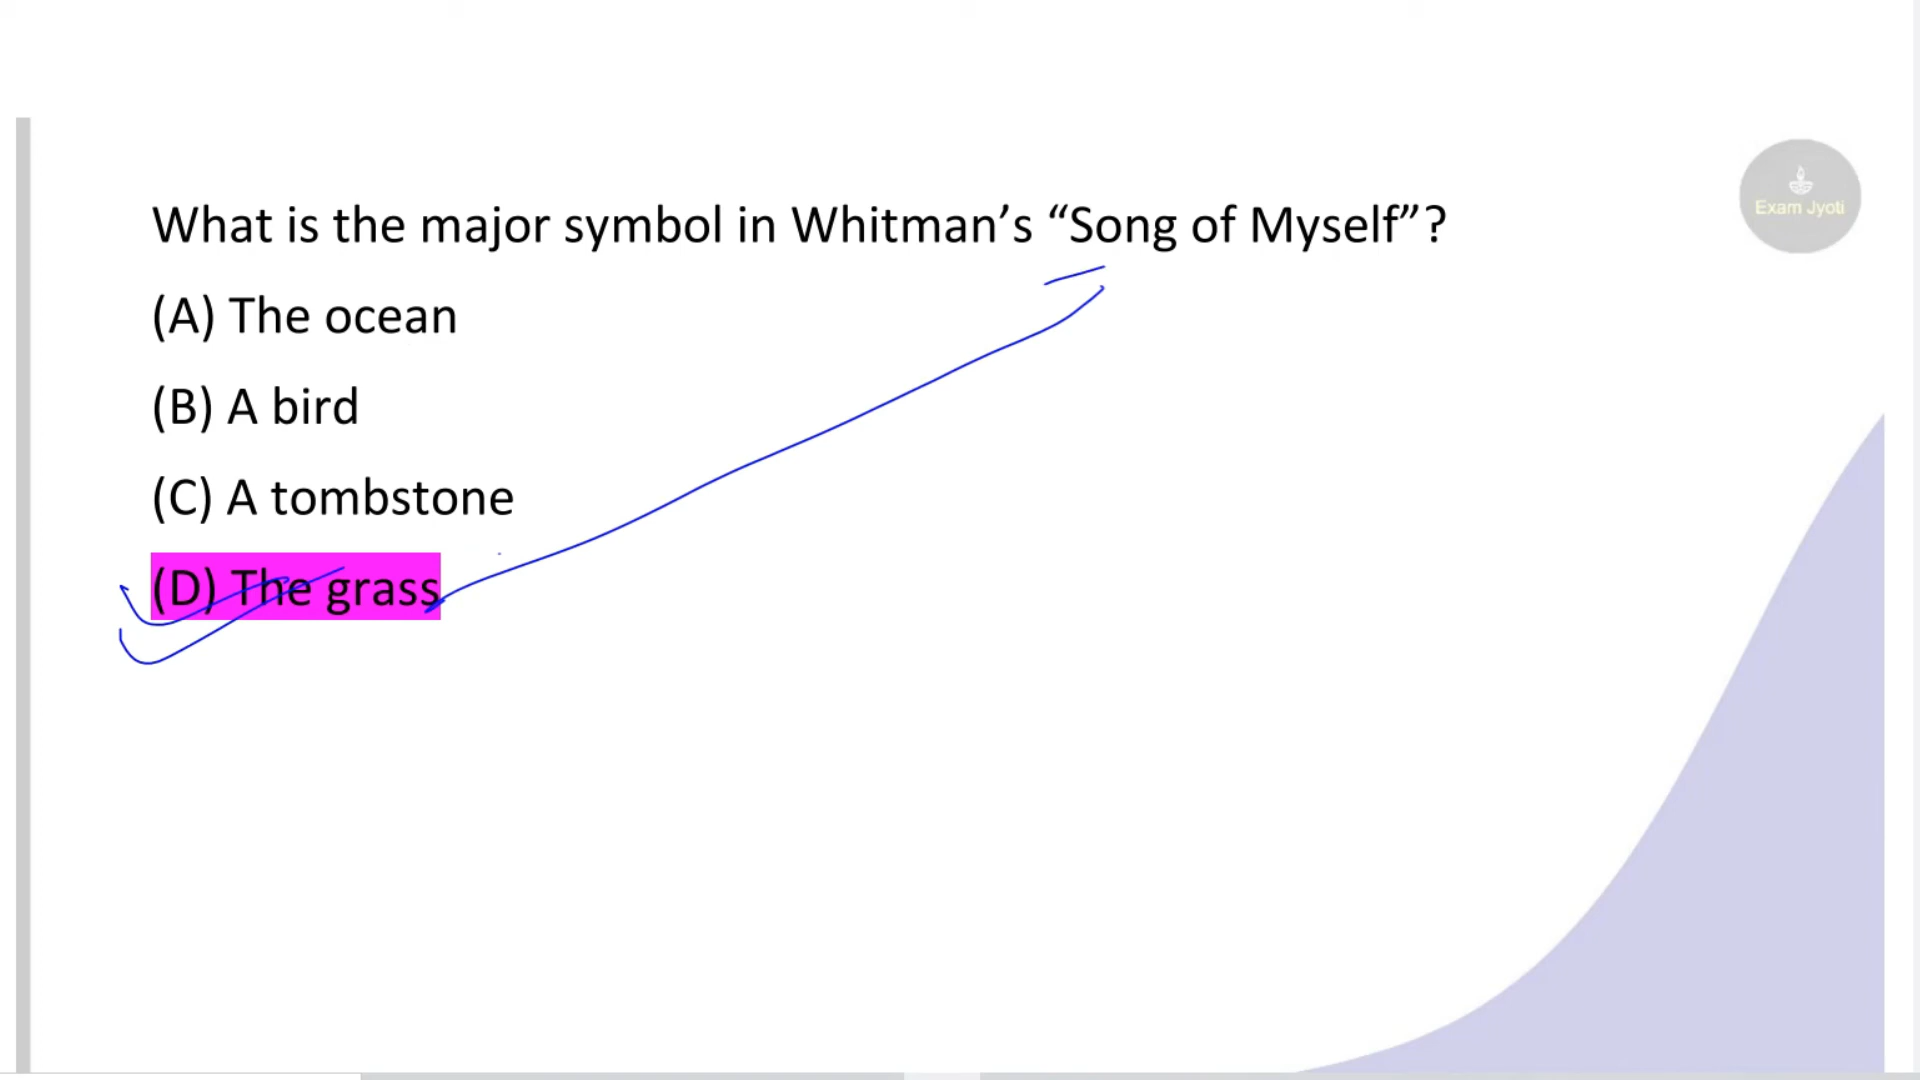 What is the major symbol in Whitman’s “Song of Myself”?
(A) The ocean
(B) A bird
(C) A tombstone
(D) The grass
Exam Jyoti